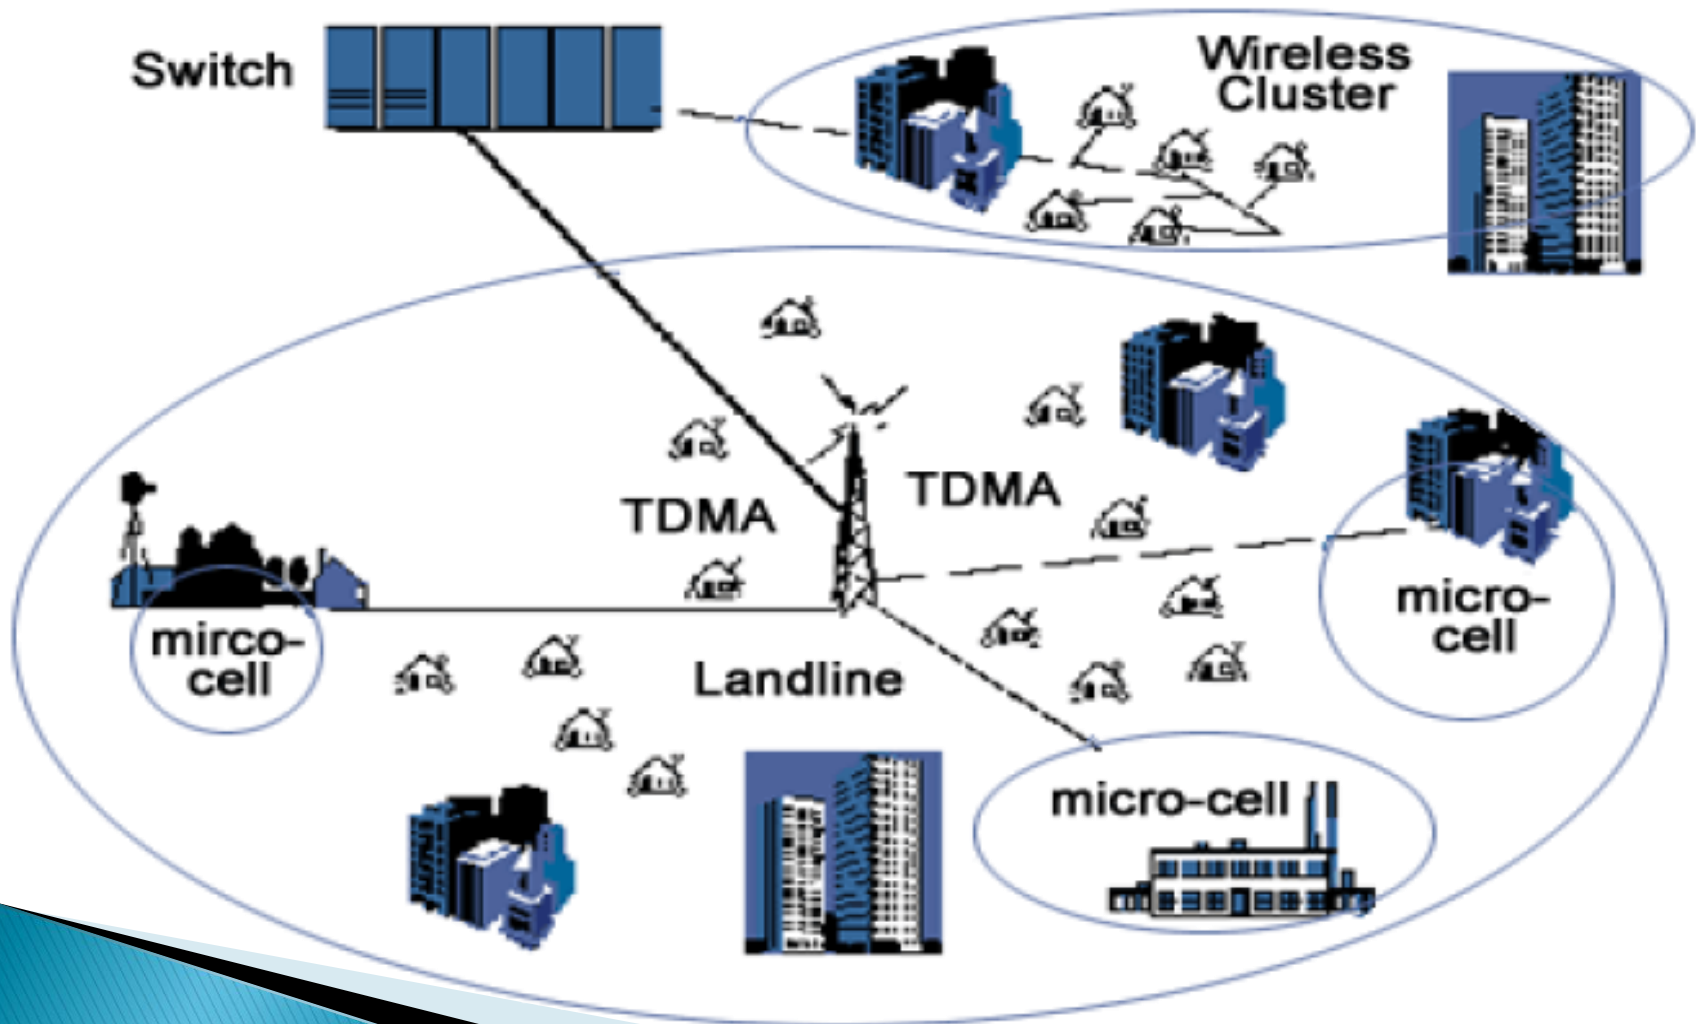 Switch
Wireless
Cluster
TDMA
TDMA
mirco-
cell
micro-
cell
Landline
micro-cell